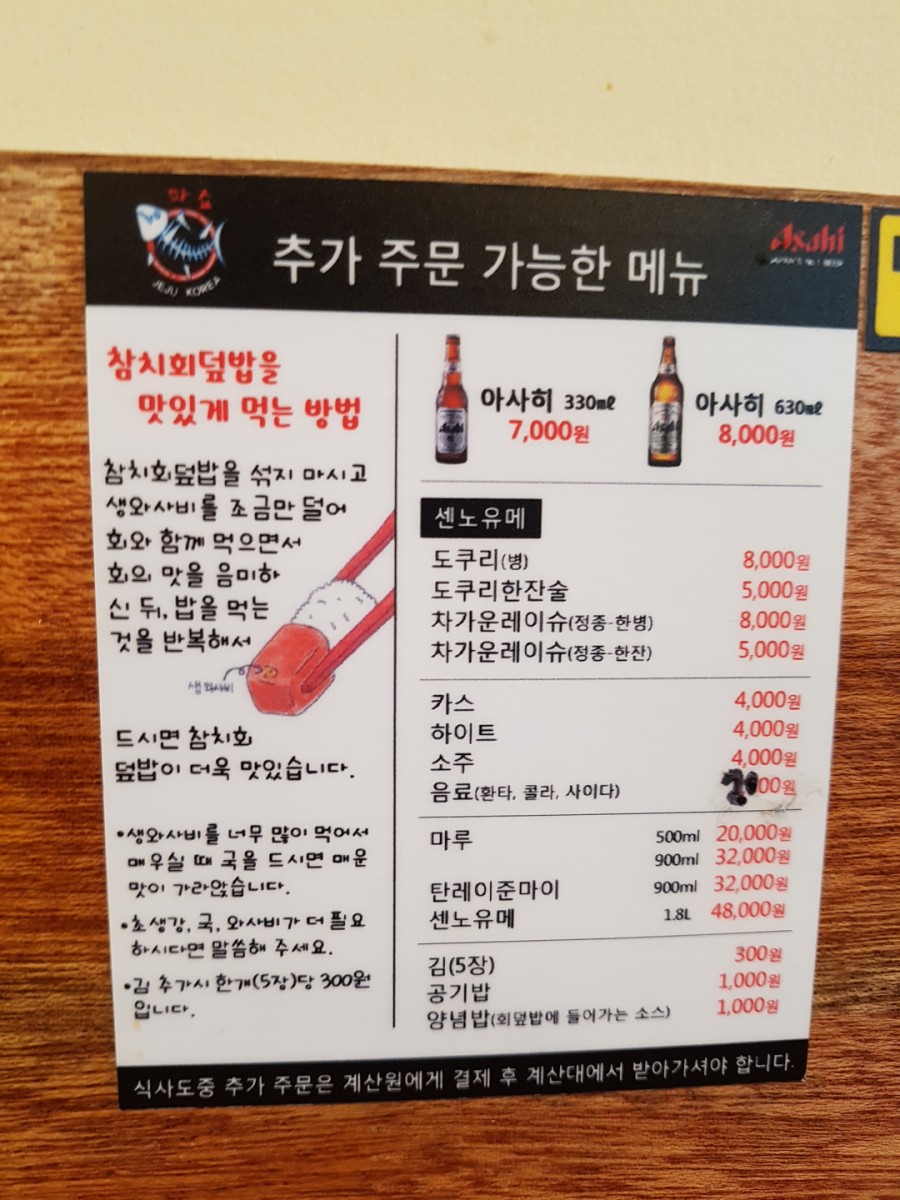 마심
JEJU KOREA
추가 주문 가능한 메뉴
Asahi
JAPAN'S No.1 BEER
참치회덮밥을
맛있게 먹는 방법
참치회덮밥을 섞지 마시고
생와사비를 조금만 덜어
회와 함께 먹으면서
회의 맛을 음미하
신 뒤, 밥을 먹는
것을 반복해서
생와사비
드시면 참치회
덮밥이 더욱 맛있습니다.
•생와사비를 너무 많이 먹어서
매우실 때 국을 드시면 매운
맛이 가라앉습니다.
•초생강, 국, 와사비가 더 필요
하시다면 말씀해 주세요.
•김 추가시 한개(5장)당 300원
입니다.
아사히 330㎖
7,000원
아사히 630㎖
8,000원
센노유메
도쿠리(병) 8,000원
도쿠리한잔술 5,000원
차가운레이슈(정종-한병) 8,000원
차가운레이슈(정종-한잔) 5,000원
카스 4,000원
하이트 4,000원
소주 4,000원
음료(환타, 콜라, 사이다) 00원
마루 500ml 20,000원
900ml 32,000원
탄레이준마이 900ml 32,000원
센노유메 1.8L 48,000원
김(5장) 300원
공기밥 1,000원
양념밥(회덮밥에 들어가는 소스) 1,000원
식사도중 추가 주문은 계산원에게 결제 후 계산대에서 받아가셔야 합니다.